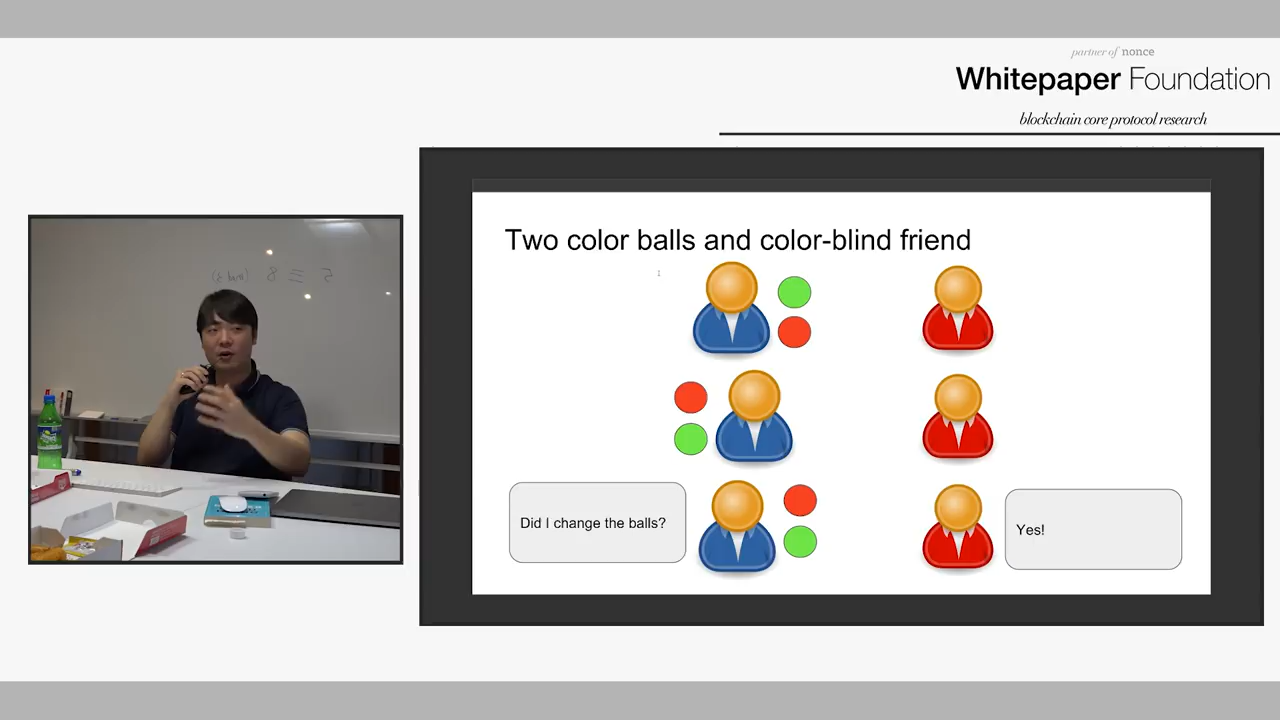 partner of nonce
Whitepaper Foundation
blockchain core protocol research
Two color balls and color-blind friend
Did I change the balls?
Yes!